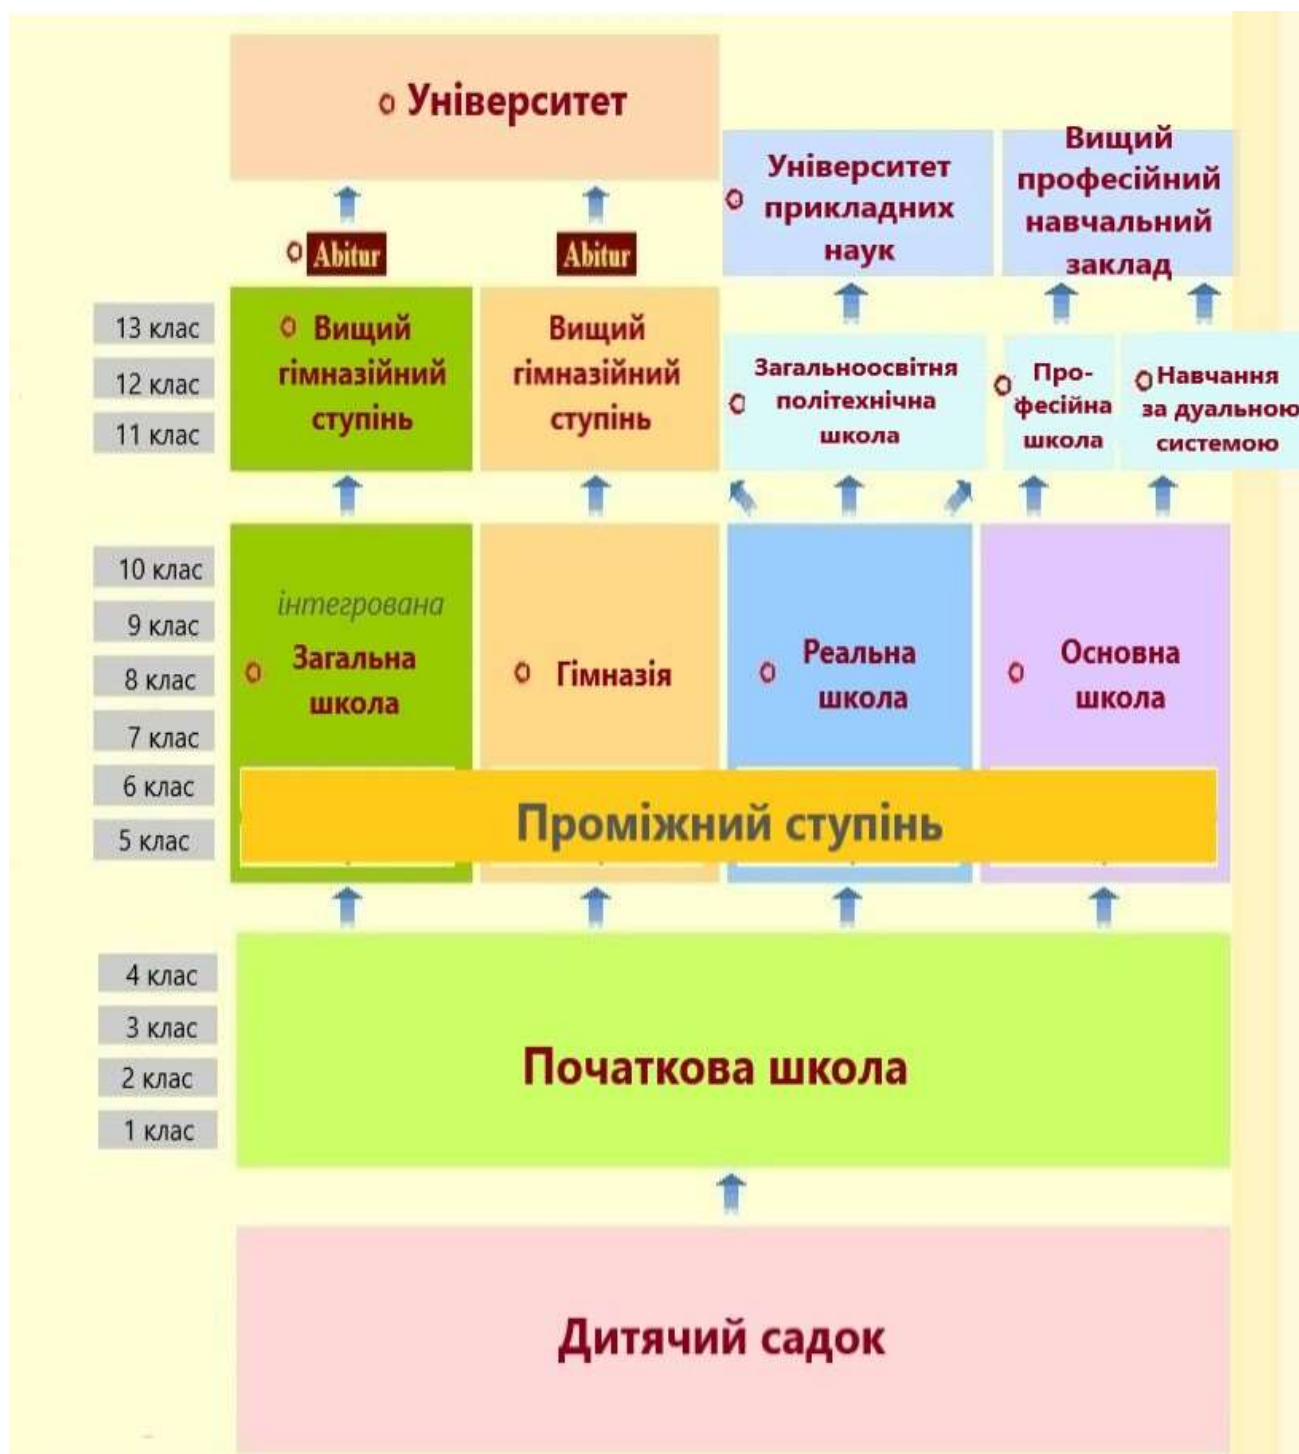 Університет
Університет
прикладних
наук
Вищий
професійний
навчальний
заклад
Abitur
Abitur
13 клас
12 клас
11 клас
Вищий
гімназійний
ступінь
Вищий
гімназійний
ступінь
Загальноосвітня
політехнічна
школа
Про-
фесійна
школа
Навчання
за дуальною
системою
10 клас
9 клас
8 клас
7 клас
6 клас
5 клас
інтегрована
Загальна
школа
Гімназія
Реальна
школа
Основна
школа
Проміжний ступінь
4 клас
3 клас
2 клас
1 клас
Початкова школа
Дитячий садок